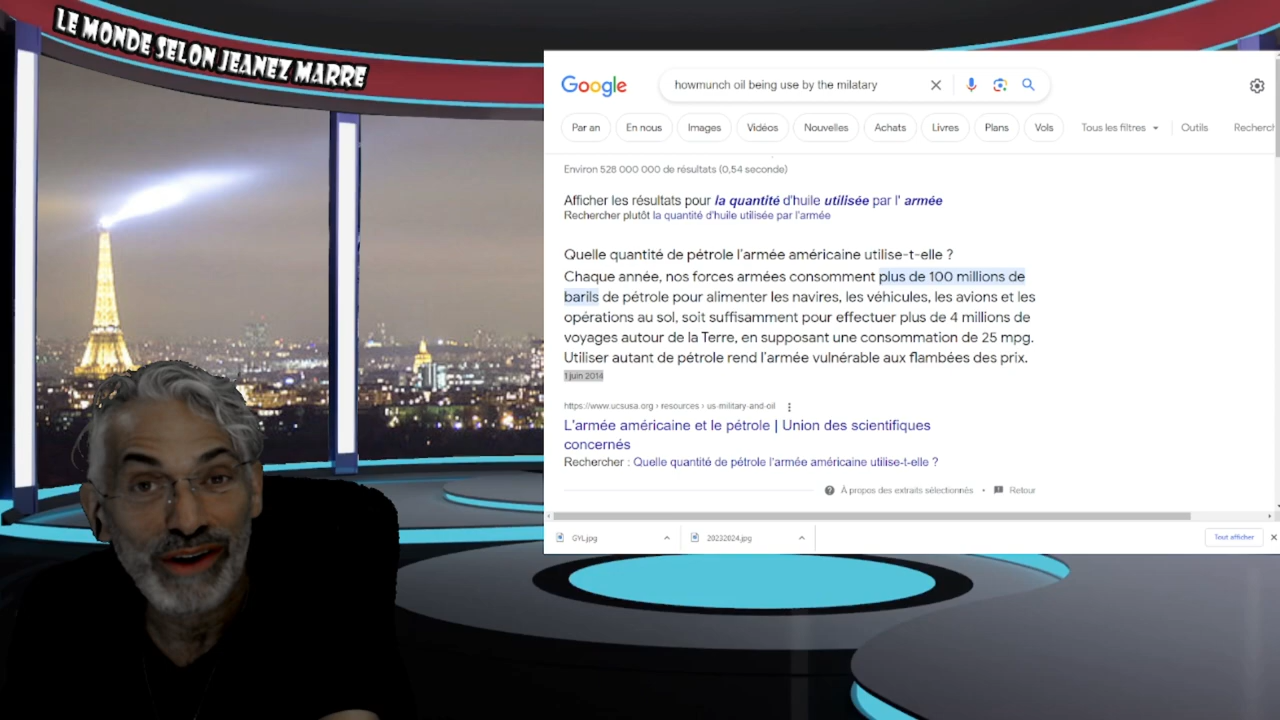 LE MONDE SELON JEANEZ MARRE
Google
howmunch oil being use by the milatary
Par an
En nous
Images
Vidéos
Nouvelles
Achats
Livres
Plans
Vols
Tous les filtres
Outils
Recherch
Environ 528 000 000 de résultats (0,54 seconde)
Afficher les résultats pour la quantité d'huile utilisée par l' armée
Rechercher plutôt la quantité d'huile utilisée par l'armée
Quelle quantité de pétrole l'armée américaine utilise-t-elle ?
Chaque année, nos forces armées consomment plus de 100 millions de
barils de pétrole pour alimenter les navires, les véhicules, les avions et les
opérations au sol, soit suffisamment pour effectuer plus de 4 millions de
voyages autour de la Terre, en supposant une consommation de 25 mpg.
Utiliser autant de pétrole rend l'armée vulnérable aux flambées des prix.
1 juin 2014
https://www.ucsusa.org › resources › us-military-and-oil
L'armée américaine et le pétrole | Union des scientifiques
concernés
Rechercher : Quelle quantité de pétrole l'armée américaine utilise-t-elle ?
À propos des extraits sélectionnés • Retour
GYL.jpg
20232024.jpg
Tout afficher